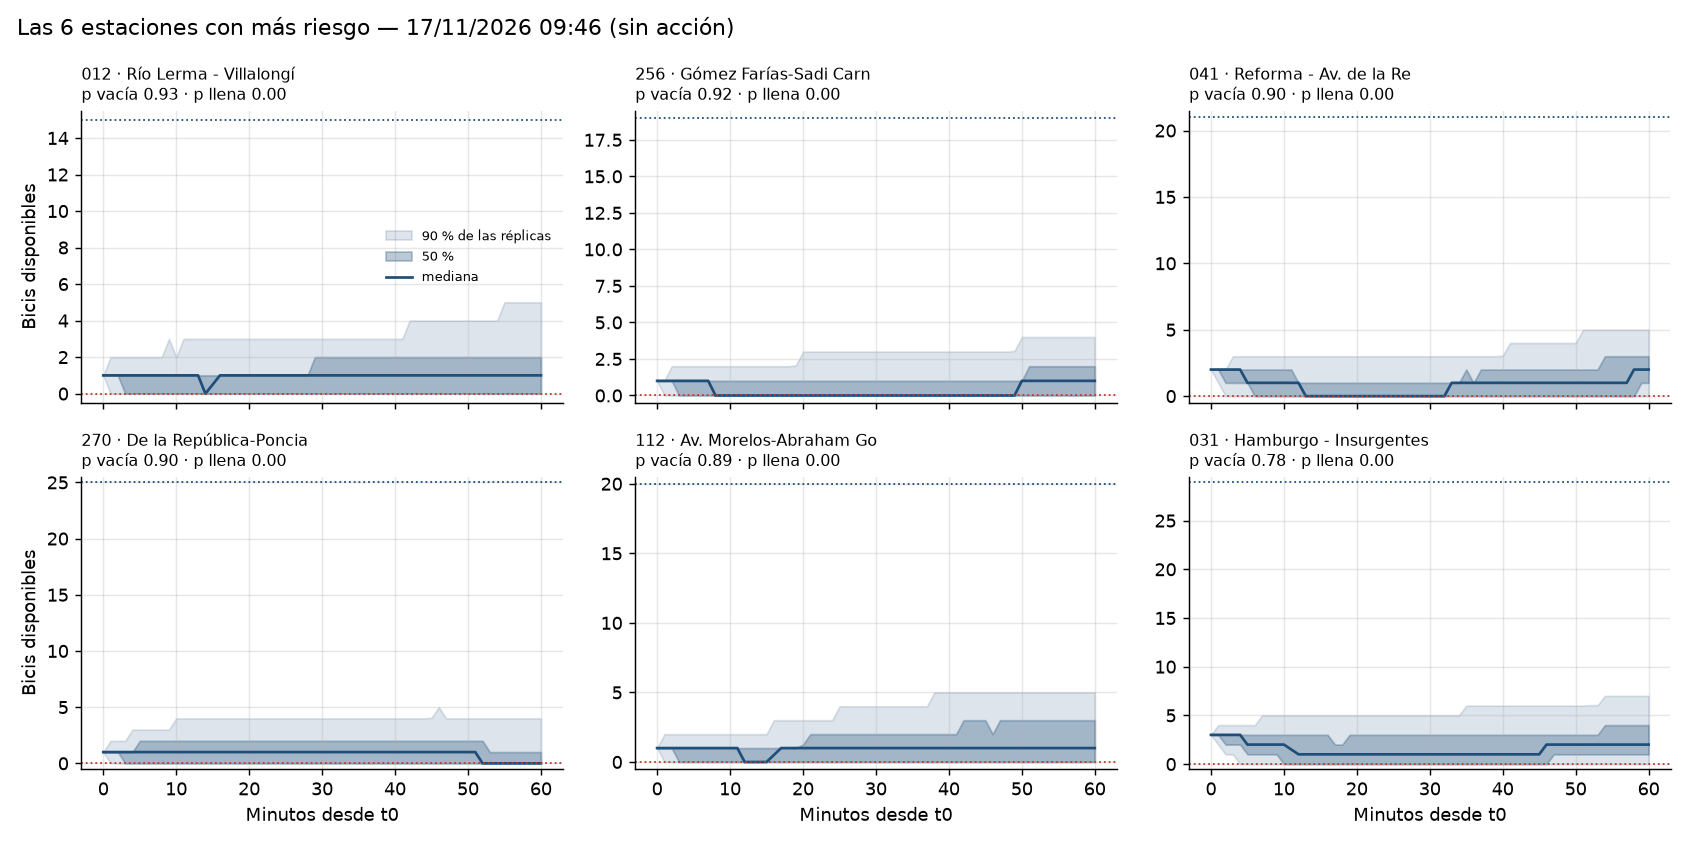 Las 6 estaciones con más riesgo — 17/11/2026 09:46 (sin acción)
012 · Río Lerma - Villalongí
p vacía 0.93 · p llena 0.00
Bicis disponibles
14
12
10
8
6
4
2
0
90 % de las réplicas
50 %
mediana
256 · Gómez Farías-Sadi Carn
p vacía 0.92 · p llena 0.00
17.5
15.0
12.5
10.0
7.5
5.0
2.5
0.0
041 · Reforma - Av. de la Re
p vacía 0.90 · p llena 0.00
20
15
10
5
0
270 · De la República-Poncia
p vacía 0.90 · p llena 0.00
Bicis disponibles
25
20
15
10
5
0
0 10 20 30 40 50 60
Minutos desde t0
112 · Av. Morelos-Abraham Go
p vacía 0.89 · p llena 0.00
20
15
10
5
0
0 10 20 30 40 50 60
Minutos desde t0
031 · Hamburgo - Insurgentes
p vacía 0.78 · p llena 0.00
25
20
15
10
5
0
0 10 20 30 40 50 60
Minutos desde t0